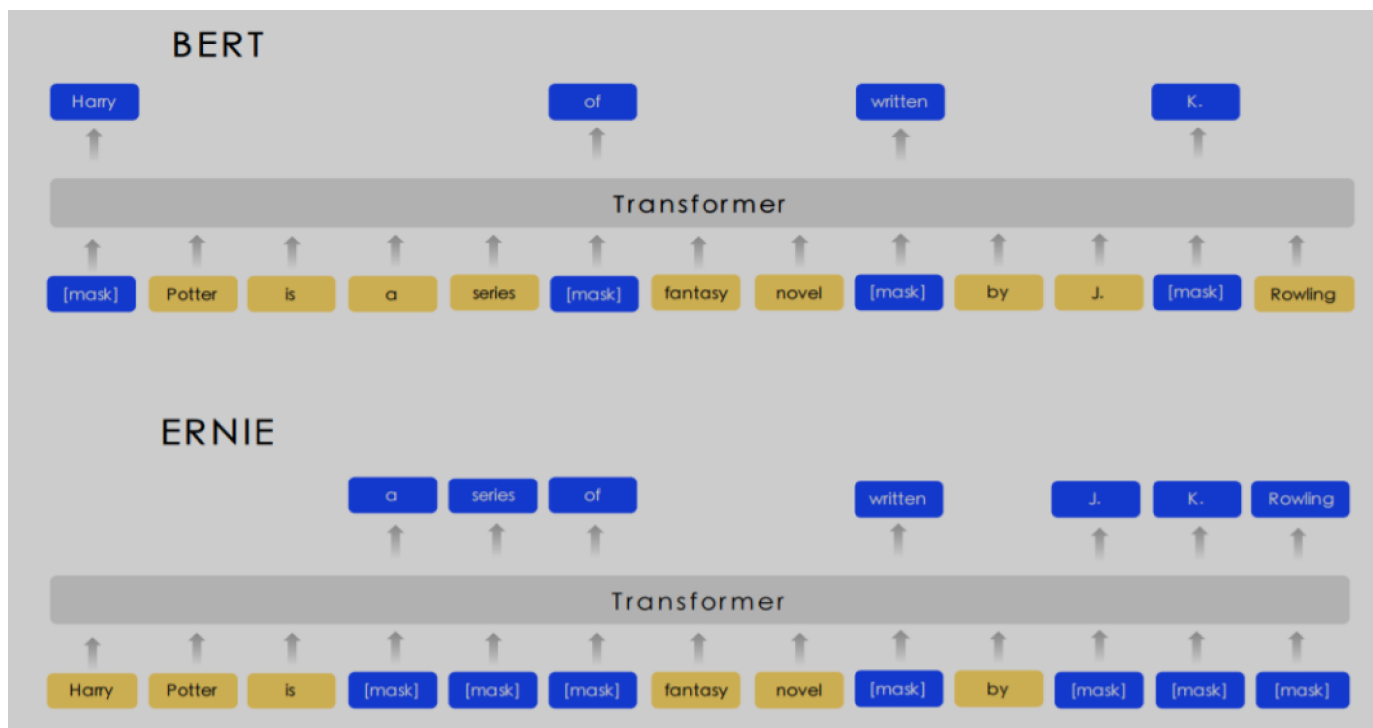 BERT
Harry of written K.
Transformer
[mask] Potter is a series [mask] fantasy novel [mask] by J. [mask] Rowling
ERNIE
a series of written J. K. Rowling
Transformer
Harry Potter is [mask] [mask] [mask] fantasy novel [mask] by [mask] [mask] [mask]